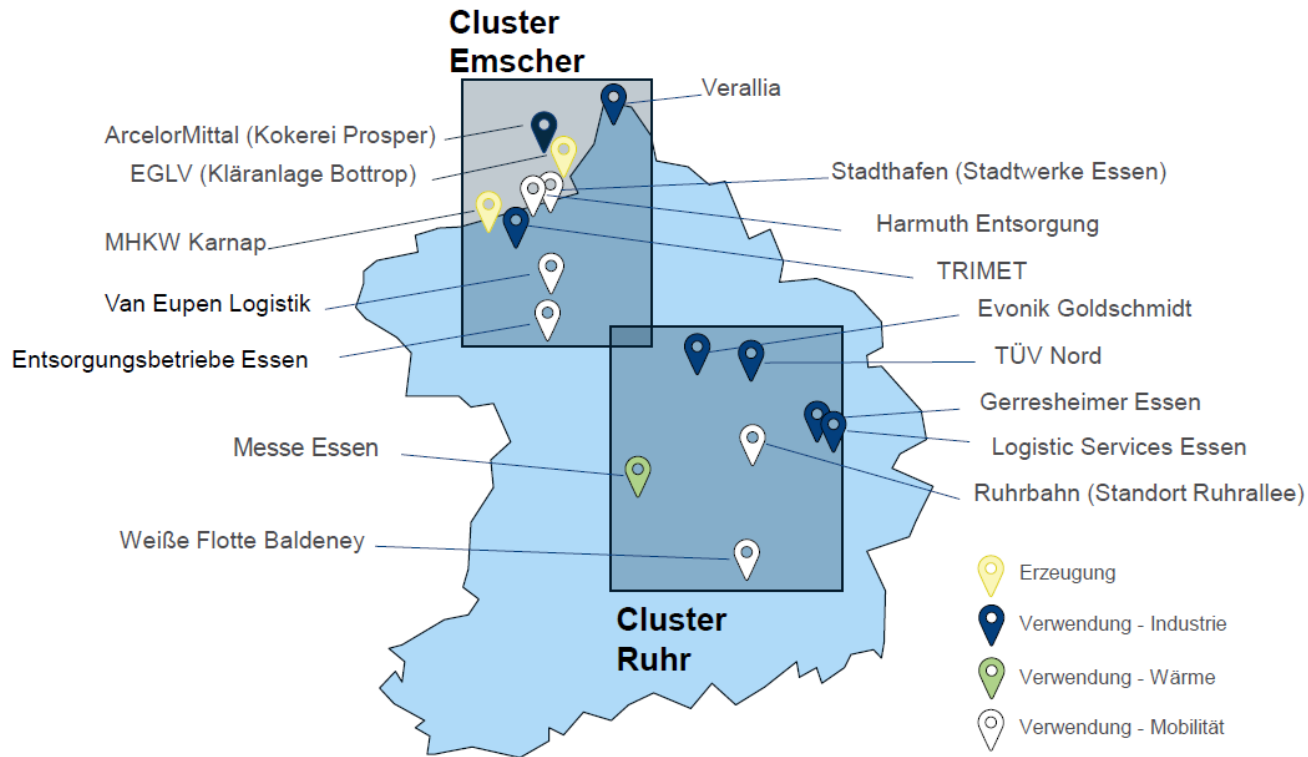 Cluster
Emscher
Verallia
ArcelorMittal (Kokerei Prosper)
EGLV (Kläranlage Bottrop)
Stadthafen (Stadtwerke Essen)
Harmuth Entsorgung
MHKW Karnap
TRIMET
Van Eupen Logistik
Evonik Goldschmidt
Entsorgungsbetriebe Essen
TÜV Nord
Gerresheimer Essen
Messe Essen
Logistic Services Essen
Ruhrbahn (Standort Ruhrallee)
Weiße Flotte Baldeney
Cluster
Ruhr
Erzeugung
Verwendung - Industrie
Verwendung - Wärme
Verwendung - Mobilität